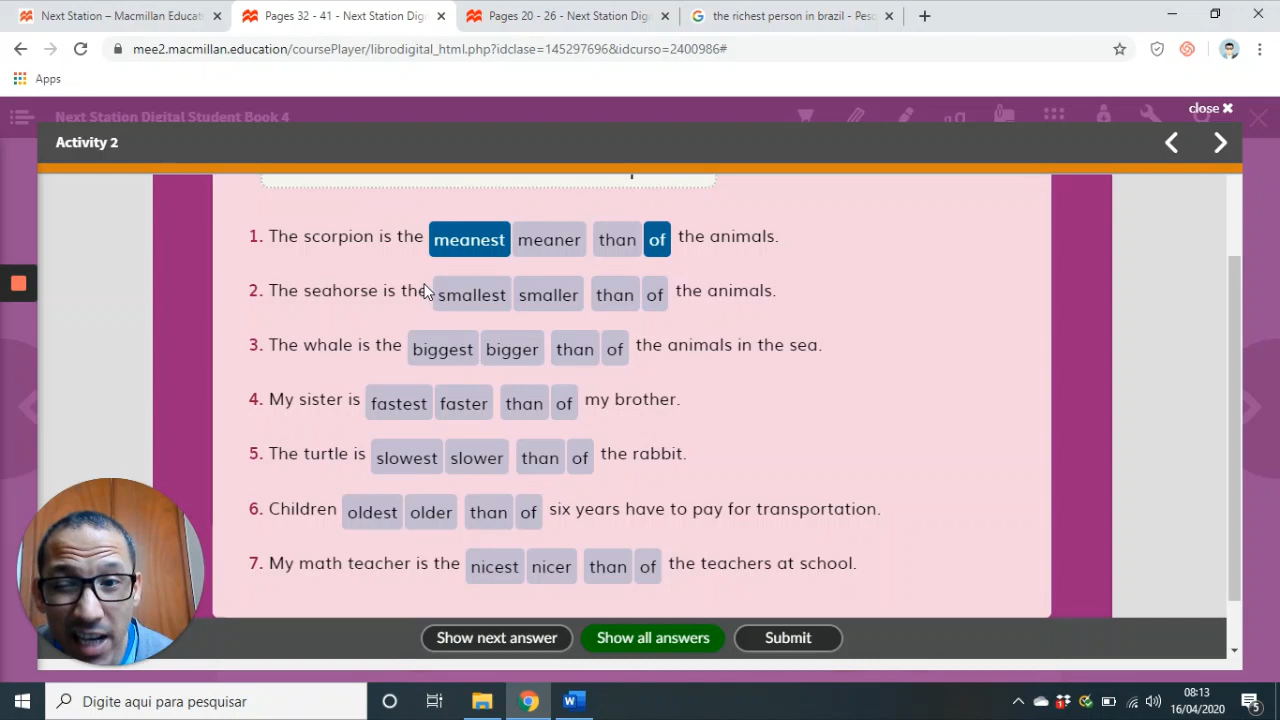 Next Station – Macmillan Educat
Pages 32 - 41 - Next Station Digi
Pages 20 - 26 - Next Station Digi
the richest person in brazil - Pes
mee2.macmillan.education/coursePlayer/librodigital_html.php?idclase=145297696&idcurso=2400986#
Apps
Next Station Digital Student Book 4
close ✖
Activity 2
1. The scorpion is the meanest meaner than of the animals.
2. The seahorse is the smallest smaller than of the animals.
3. The whale is the biggest bigger than of the animals in the sea.
4. My sister is fastest faster than of my brother.
5. The turtle is slowest slower than of the rabbit.
6. Children oldest older than of six years have to pay for transportation.
7. My math teacher is the nicest nicer than of the teachers at school.
Show next answer Show all answers Submit
Digite aqui para pesquisar
08:13
16/04/2020
5